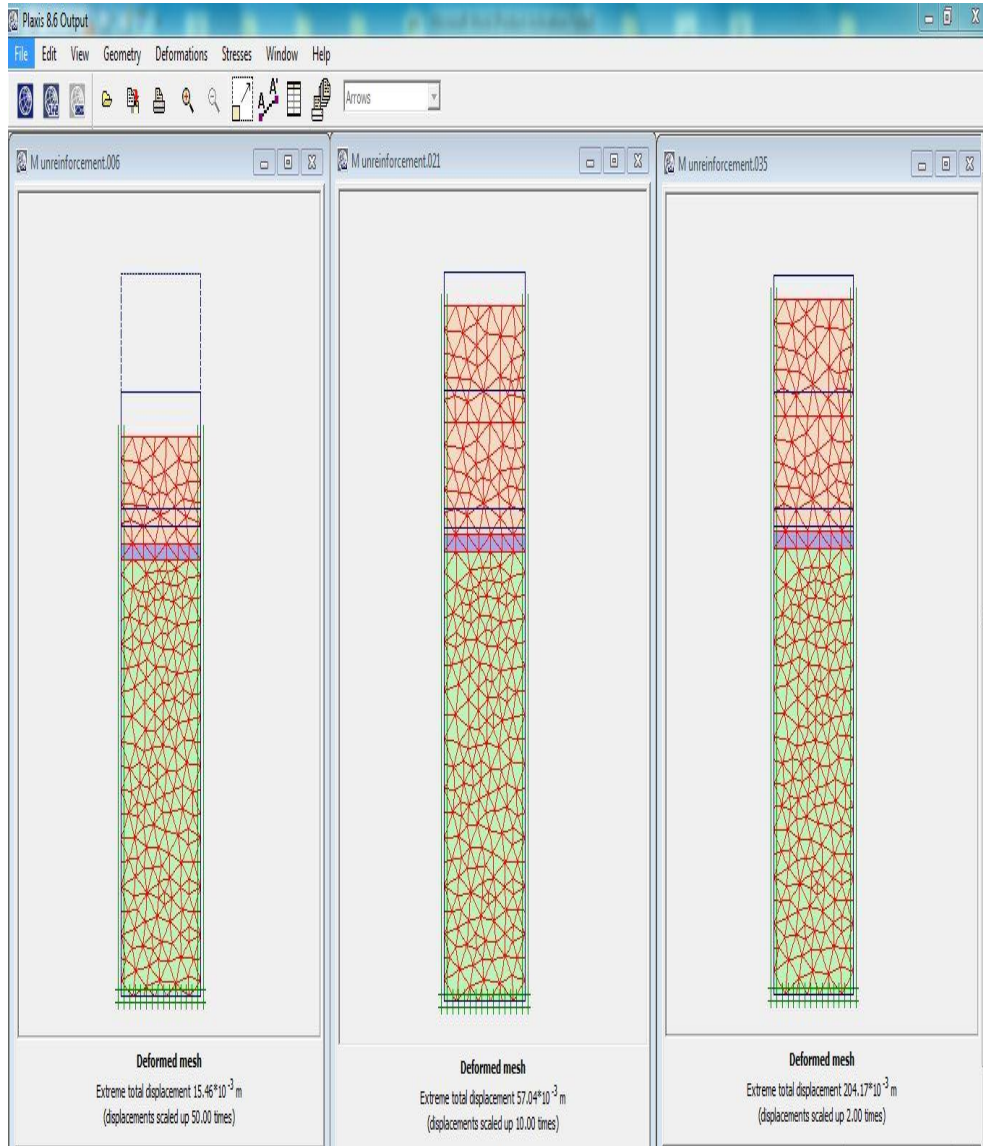 Plaxis 8.6 Output
File Edit View Geometry Deformations Stresses Window Help
A A' Arrows
M unreinforcement.006
M unreinforcement.021
M unreinforcement.035
Deformed mesh
Extreme total displacement 15.46*10⁻³ m
(displacements scaled up 50.00 times)
Deformed mesh
Extreme total displacement 57.04*10⁻³ m
(displacements scaled up 10.00 times)
Deformed mesh
Extreme total displacement 204.17*10⁻³ m
(displacements scaled up 2.00 times)